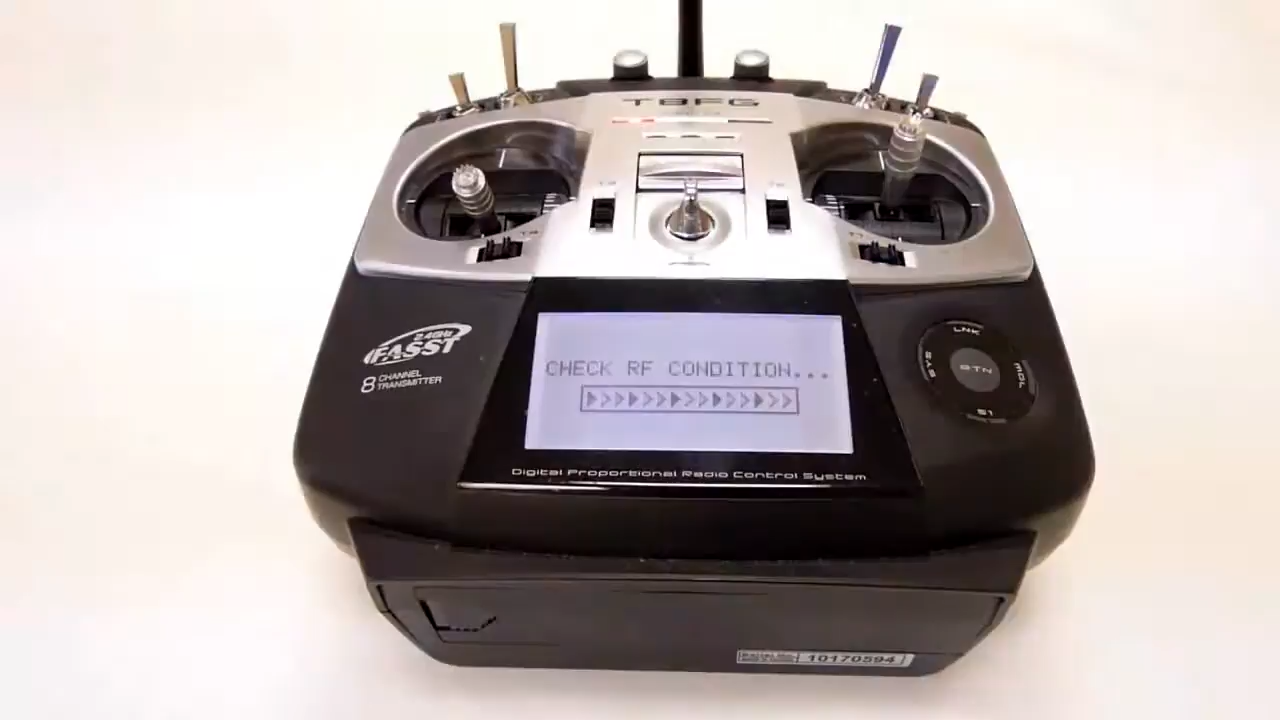 T8FG
2.4GHz
FASST
8 CHANNEL
TRANSMITTER
CHECK RF CONDITION...
LNK
SYS
RTN
MDL
S1
Digital Proportional Radio Control System
10170594